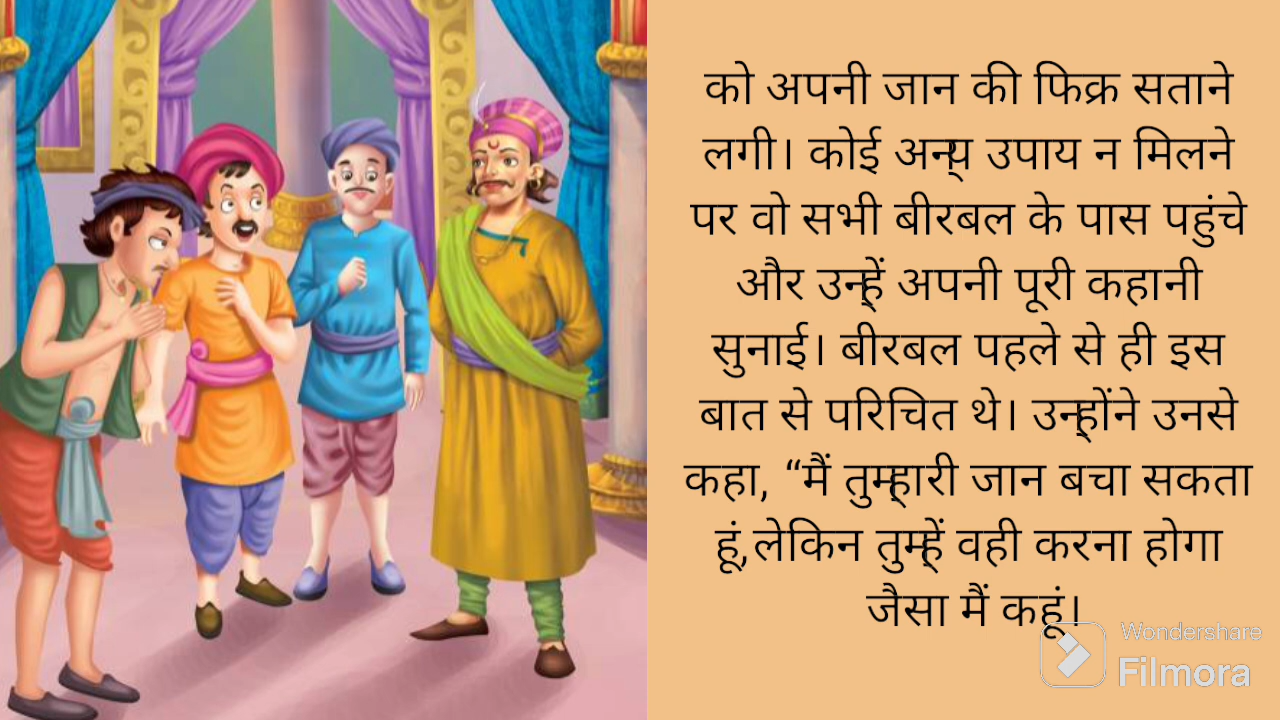 को अपनी जान की फिक्र सताने
लगी। कोई अन्य उपाय न मिलने
पर वो सभी बीरबल के पास पहुंचे
और उन्हें अपनी पूरी कहानी
सुनाई। बीरबल पहले से ही इस
बात से परिचित थे। उन्होंने उनसे
कहा, “मैं तुम्हारी जान बचा सकता
हूं,लेकिन तुम्हें वही करना होगा
जैसा मैं कहूं।
Wondershare
Filmora